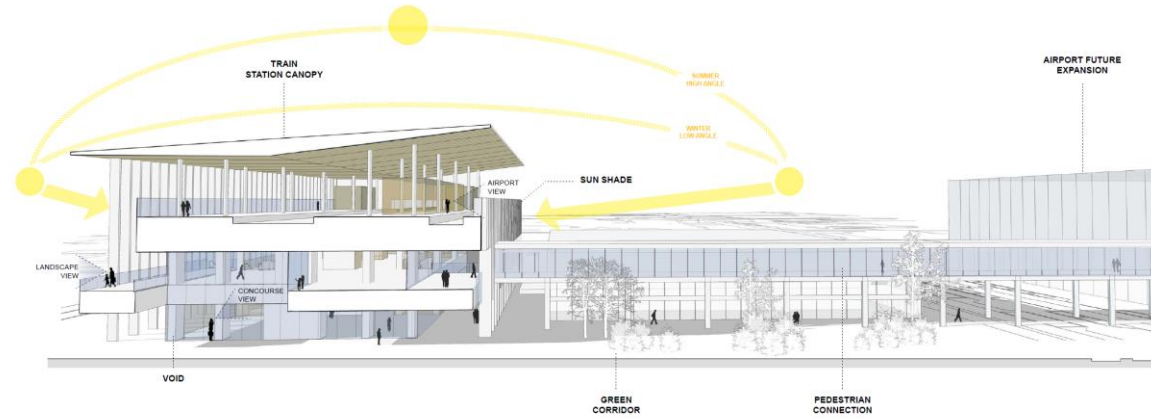 TRAIN
STATION CANOPY
AIRPORT FUTURE
EXPANSION
SUMMER
HIGH ANGLE
WINTER
LOW ANGLE
AIRPORT
VIEW
SUN SHADE
LANDSCAPE
VIEW
CONCOURSE
VIEW
VOID
GREEN
CORRIDOR
PEDESTRIAN
CONNECTION